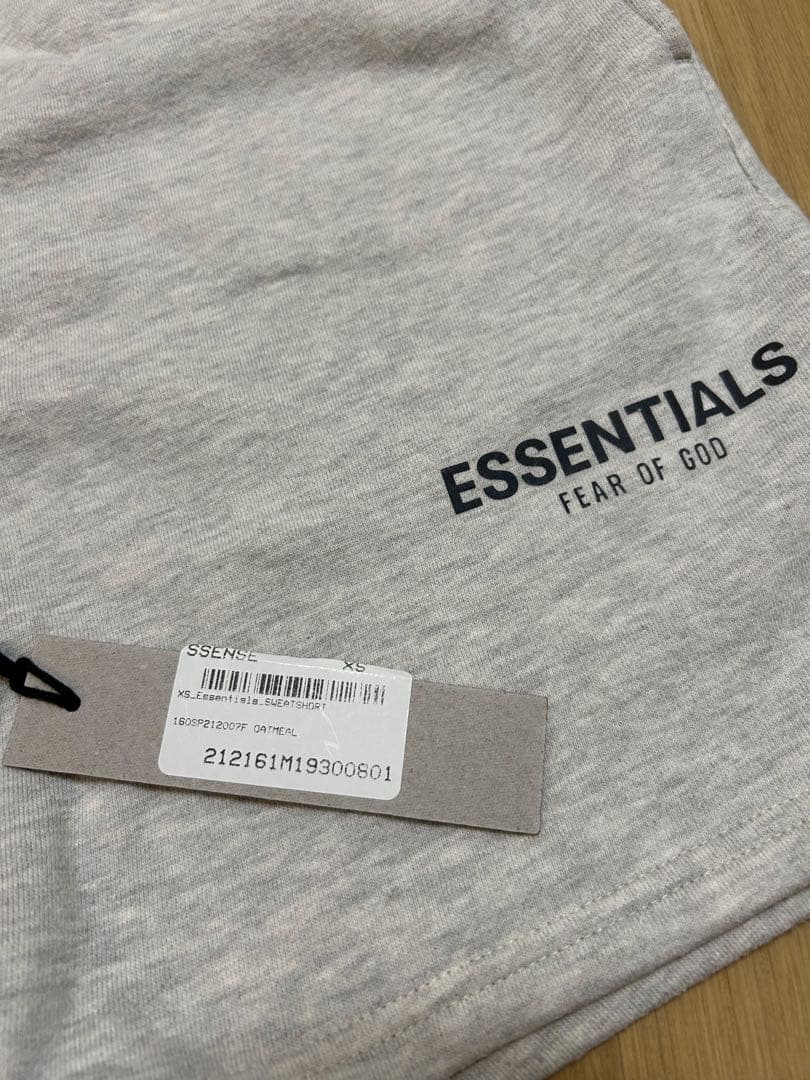 ESSENTIALS
FEAR OF GOD
SSENSE XS
XS_Essentials_SWEATSHORT
160SP212007F OATMEAL
212161M19300801